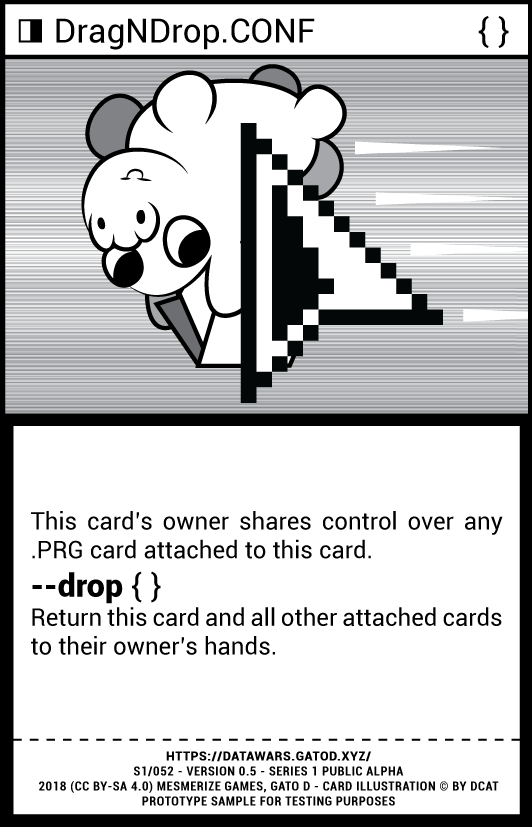 DragNDrop.CONF { }
This card's owner shares control over any
.PRG card attached to this card.
--drop { }
Return this card and all other attached cards
to their owner's hands.
HTTPS://DATAWARS.GATOD.XYZ/
S1/052 - VERSION 0.5 - SERIES 1 PUBLIC ALPHA
2018 (CC BY-SA 4.0) MESMERIZE GAMES, GATO D - CARD ILLUSTRATION © BY DCAT
PROTOTYPE SAMPLE FOR TESTING PURPOSES